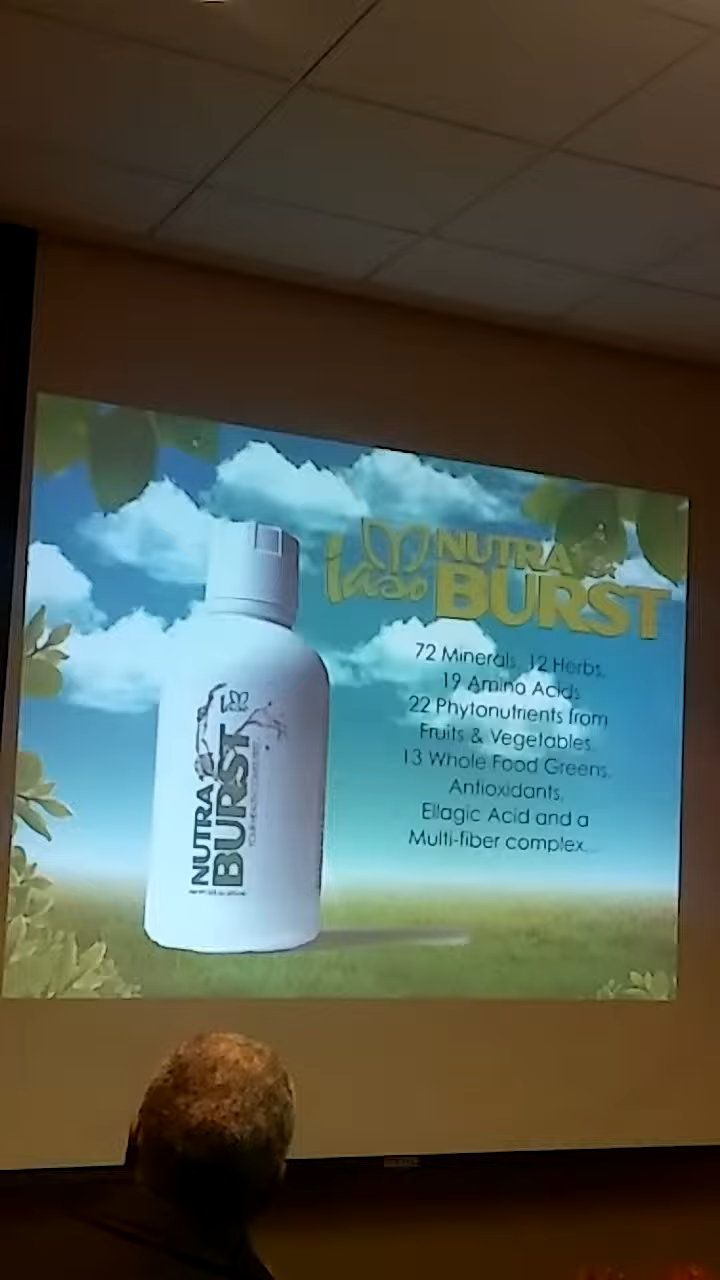 iaso NUTRA
BURST
72 Minerals, 12 Herbs,
19 Amino Acids
22 Phytonutrients from
Fruits & Vegetables,
13 Whole Food Greens,
Antioxidants,
Ellagic Acid and a
Multi-fiber complex...
iaso
NUTRA
BURST